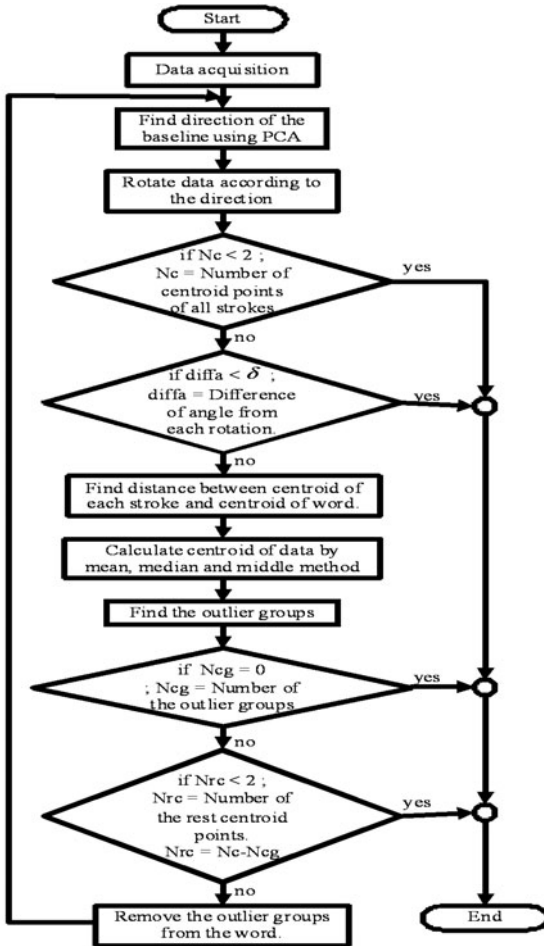 Start
Data acquisition
Find direction of the
baseline using PCA
Rotate data according to
the direction
if Nc < 2 ;
Nc = Number of
centroid points
of all strokes
yes
no
if diffa < δ ;
diffa = Difference
of angle from
each rotation.
yes
no
Find distance between centroid of
each stroke and centroid of word.
Calculate centroid of data by
mean, median and middle method
Find the outlier groups
if Ncg = 0
; Ncg = Number of
the outlier groups
yes
no
if Nrc < 2 ;
Nrc = Number of
the rest centroid
points.
Nrc = Nc-Ncg
yes
no
Remove the outlier groups
from the word.
End